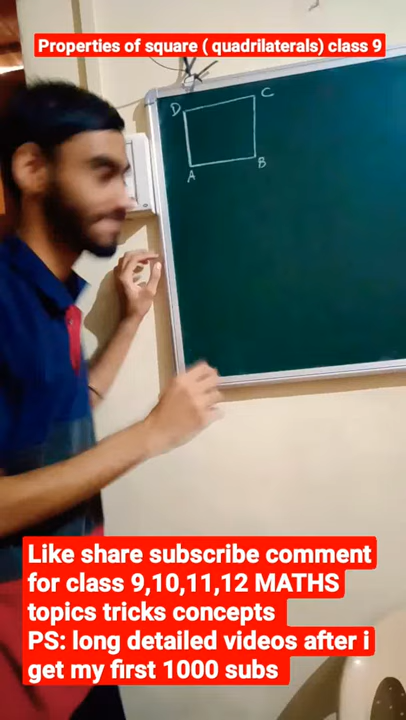 Properties of square ( quadrilaterals) class 9
D C
A B
Like share subscribe comment
for class 9,10,11,12 MATHS
topics tricks concepts
PS: long detailed videos after i
get my first 1000 subs